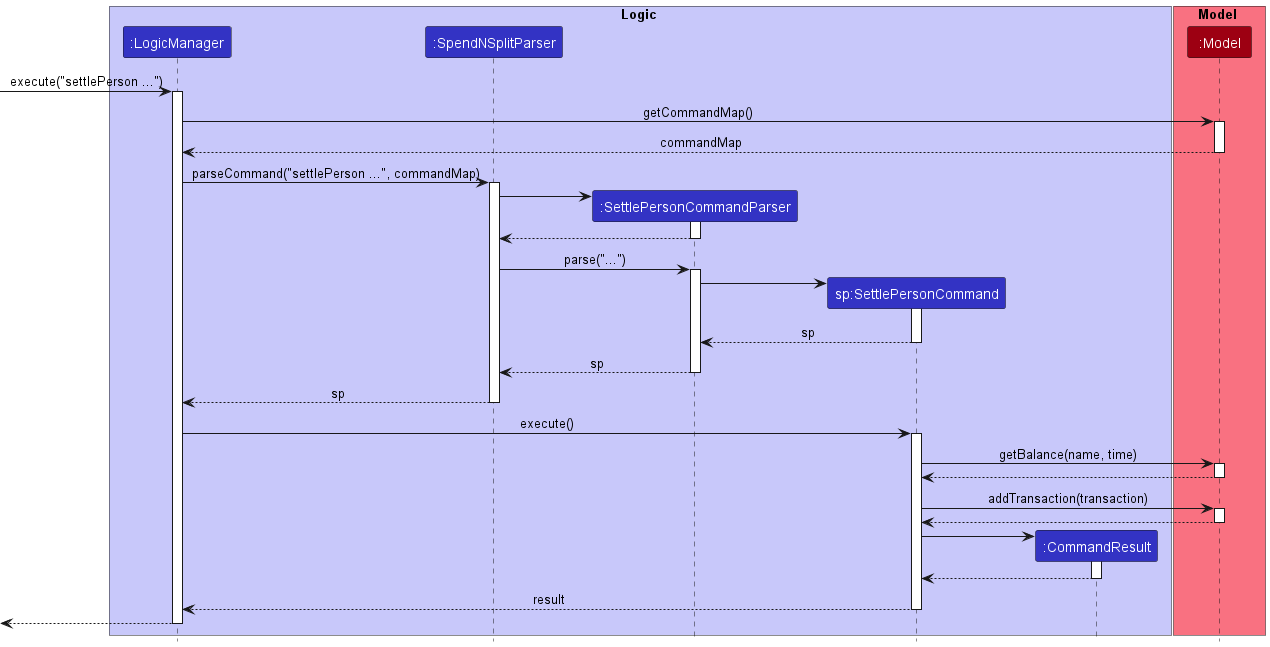 Logic
Model
:LogicManager
:SpendNSplitParser
:Model
execute("settlePerson ...")
getCommandMap()
commandMap
parseCommand("settlePerson ...", commandMap)
:SettlePersonCommandParser
parse("...")
sp:SettlePersonCommand
sp
sp
sp
execute()
getBalance(name, time)
addTransaction(transaction)
:CommandResult
result